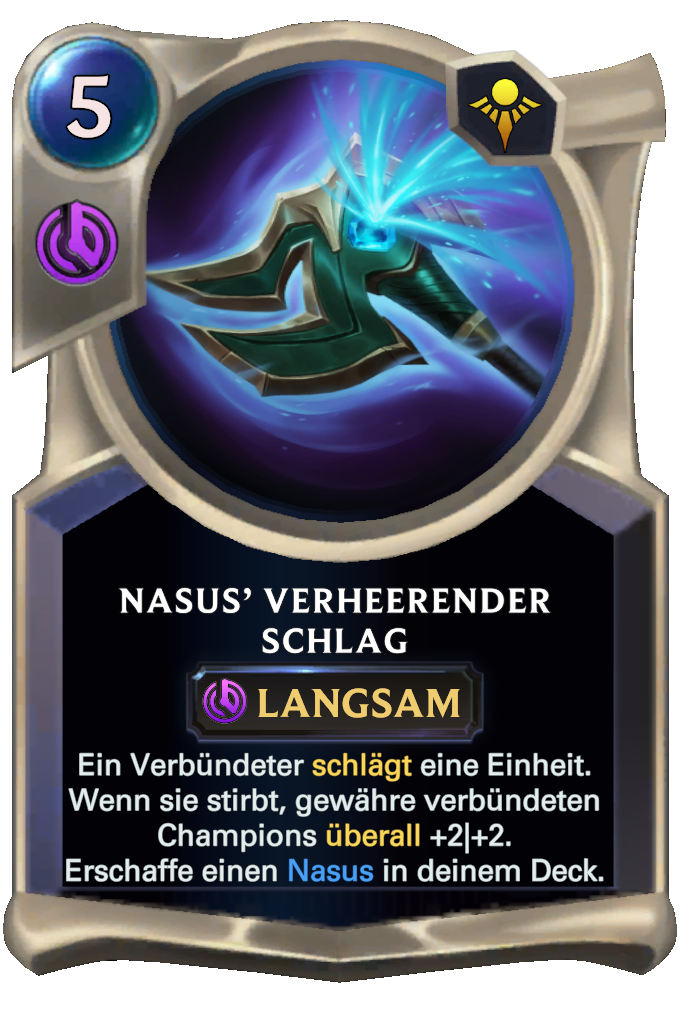 5
NASUS’ VERHEERENDER
SCHLAG
LANGSAM
Ein Verbündeter schlägt eine Einheit.
Wenn sie stirbt, gewähre verbündeten
Champions überall +2|+2.
Erschaffe einen Nasus in deinem Deck.